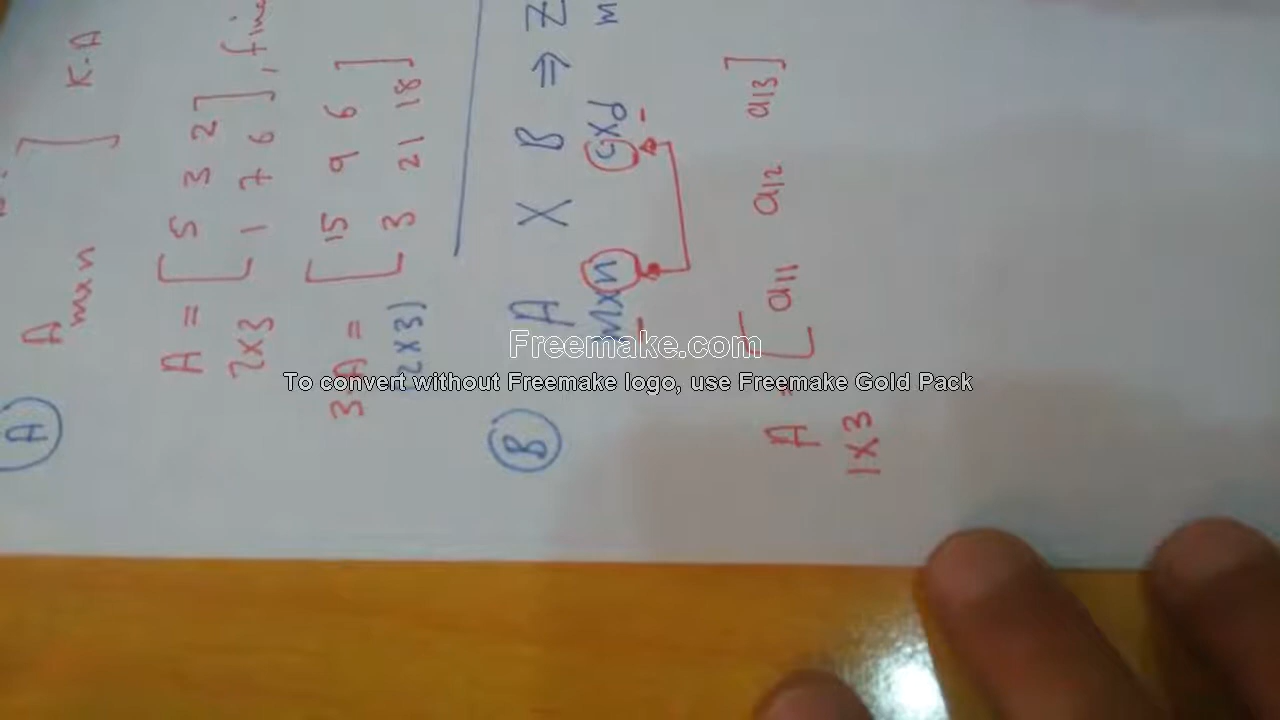 (A)
A mxn ] K.A
A = [ 5 3 2 ], fine
2x3 1 7 6
3A = [ 15 9 6 ]
(2x3) 3 21 18
(B) A X B ⇒ Z
mxn cxd m
A = [ a11 a12 a13 ]
1x3
Freemake.com
To convert without Freemake logo, use Freemake Gold Pack